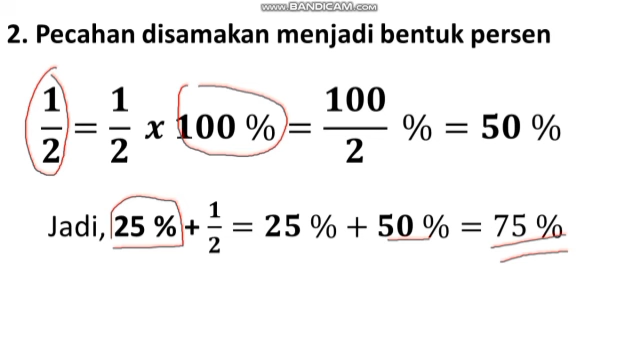 www.BANDICAM.com
2. Pecahan disamakan menjadi bentuk persen
1/2 = 1/2 x 100 % = 100/2 % = 50 %
Jadi, 25 % + 1/2 = 25 % + 50 % = 75 %